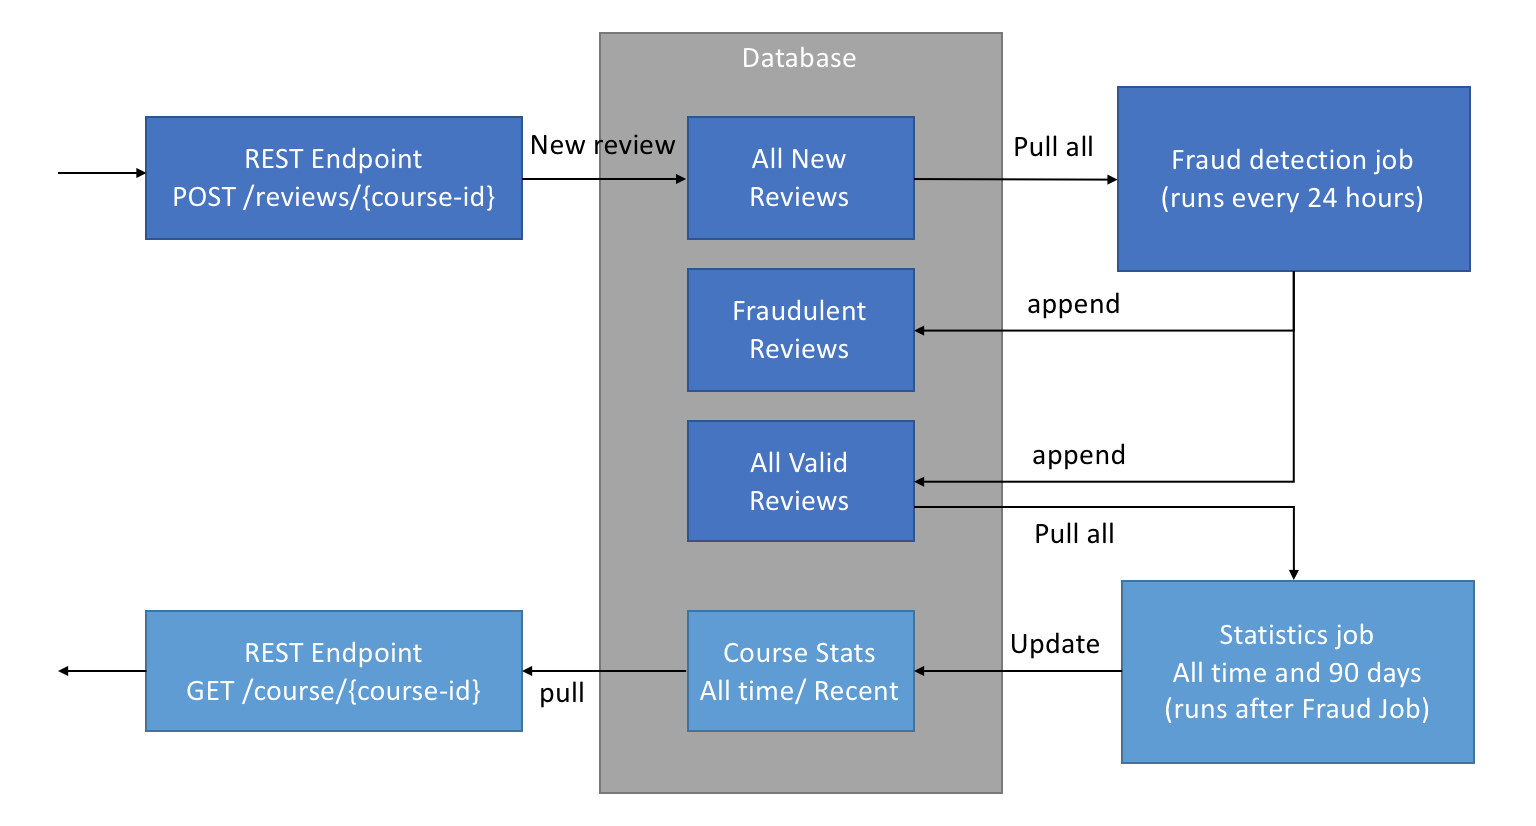 Database
REST Endpoint
POST /reviews/{course-id}
New review
All New
Reviews
Pull all
Fraud detection job
(runs every 24 hours)
Fraudulent
Reviews
append
All Valid
Reviews
append
Pull all
REST Endpoint
GET /course/{course-id}
pull
Course Stats
All time/ Recent
Update
Statistics job
All time and 90 days
(runs after Fraud Job)